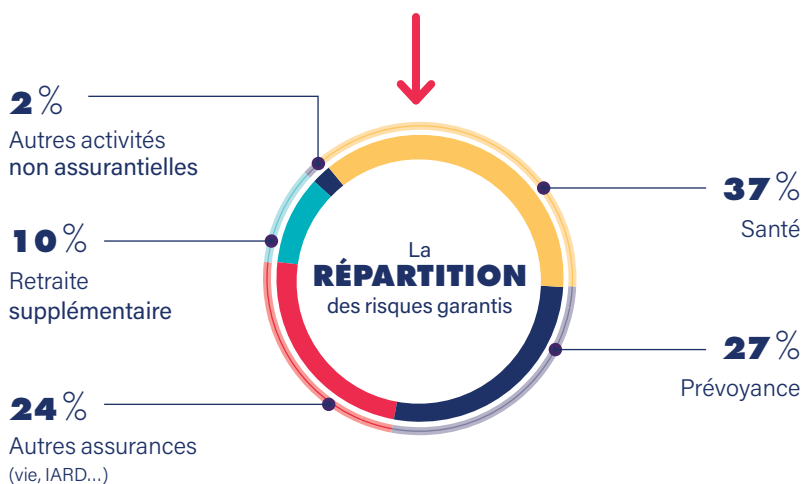 2 %
Autres activités
non assurantielles
10 %
Retraite
supplémentaire
24 %
Autres assurances
(vie, IARD...)
La
RÉPARTITION
des risques garantis
37 %
Santé
27 %
Prévoyance